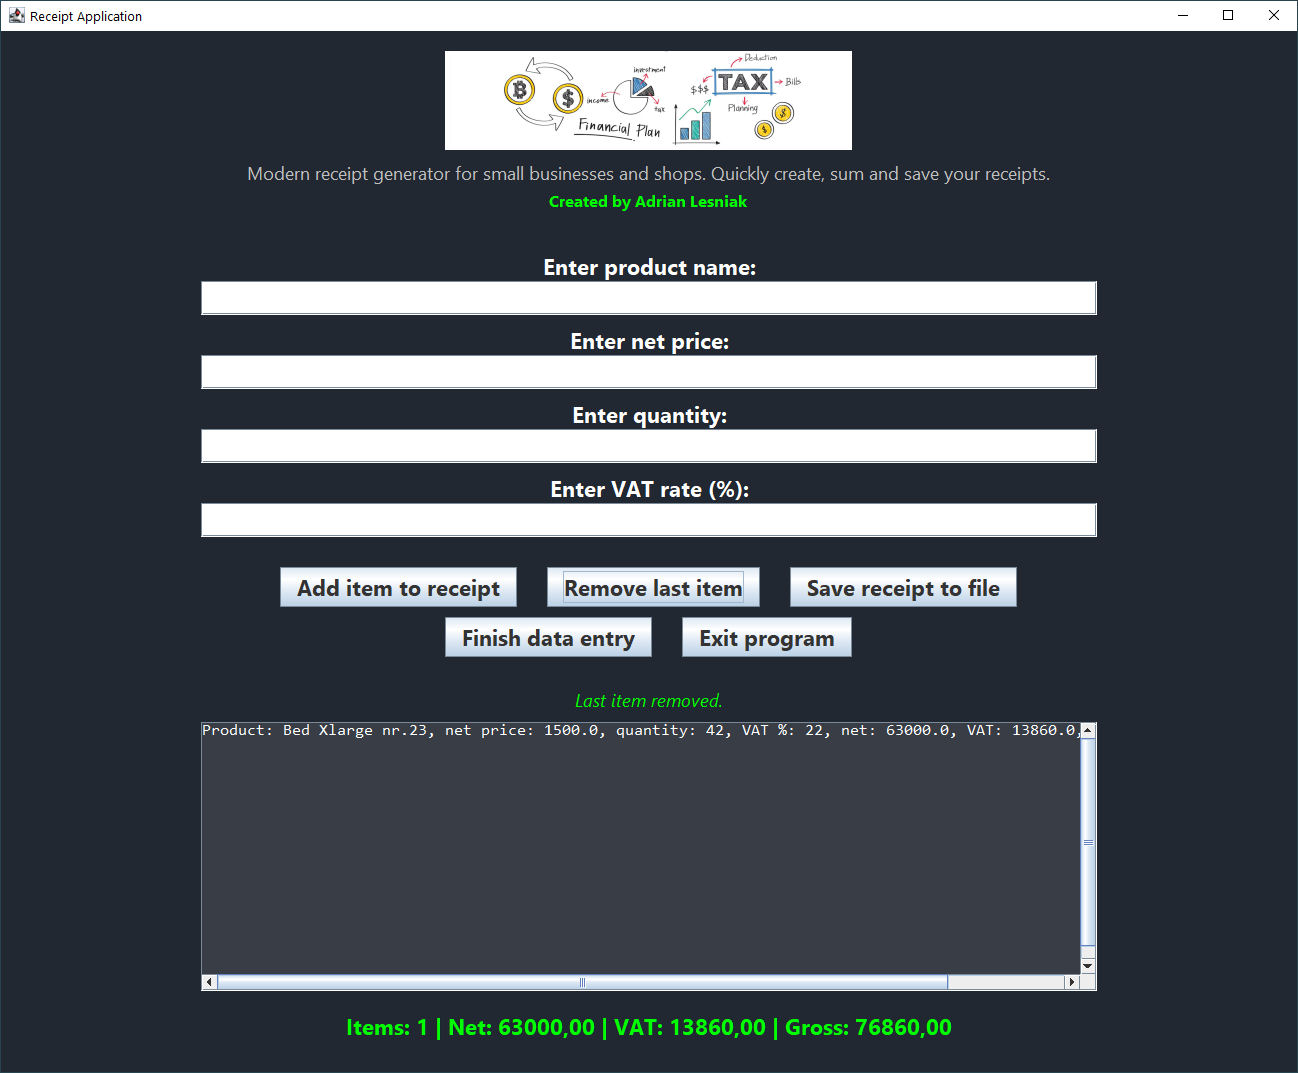 Receipt Application
Deduction
investment
TAX
Bills
$$$
income
tax
Planning
Financial Plan
Modern receipt generator for small businesses and shops. Quickly create, sum and save your receipts.
Created by Adrian Lesniak
Enter product name:
Enter net price:
Enter quantity:
Enter VAT rate (%):
Add item to receipt
Remove last item
Save receipt to file
Finish data entry
Exit program
Last item removed.
Product: Bed Xlarge nr.23, net price: 1500.0, quantity: 42, VAT %: 22, net: 63000.0, VAT: 13860.0,
Items: 1 | Net: 63000,00 | VAT: 13860,00 | Gross: 76860,00